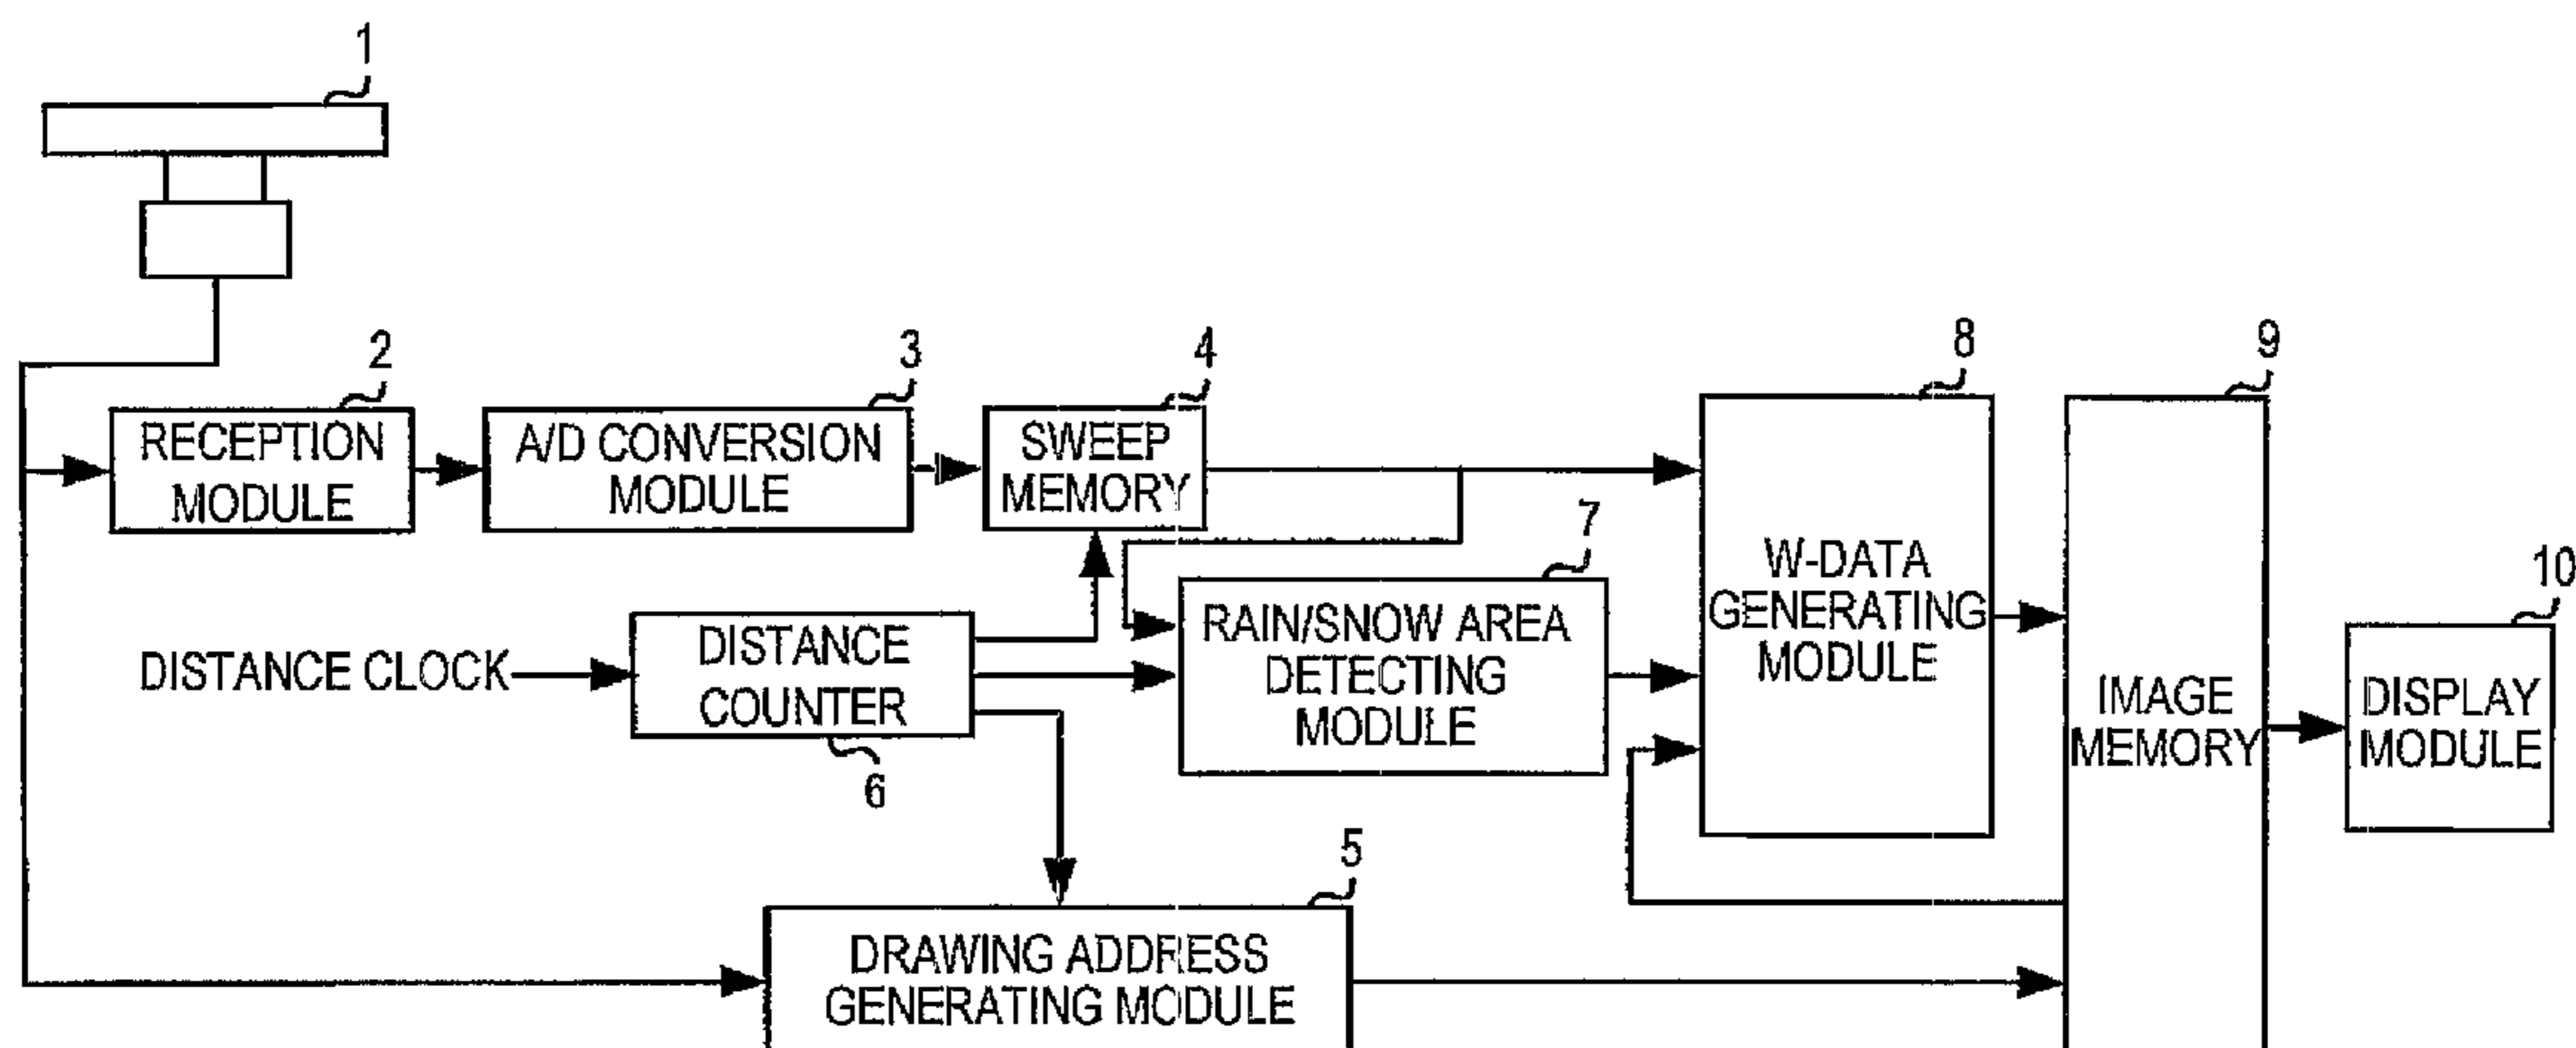 1
2
RECEPTION
MODULE
3
A/D CONVERSION
MODULE
4
SWEEP
MEMORY
8
W-DATA
GENERATING
MODULE
9
IMAGE
MEMORY
10
DISPLAY
MODULE
7
RAIN/SNOW AREA
DETECTING
MODULE
DISTANCE CLOCK
DISTANCE
COUNTER
6
5
DRAWING ADDRESS
GENERATING MODULE